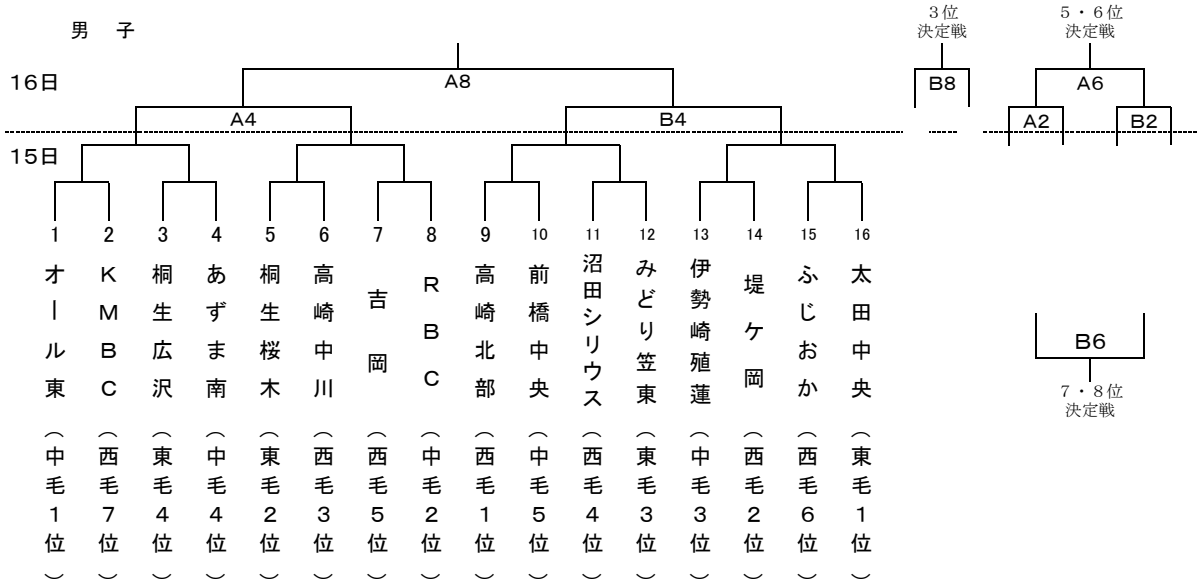 男 子
3位
決定戦
5・6位
決定戦
16日
A8
B8
A6
A4
B4
A2
B2
15日
1 2 3 4 5 6 7 8 9 10 11 12 13 14 15 16
オール東（中毛1位）
KMBC（西毛7位）
桐生広沢（東毛4位）
あずま南（中毛4位）
桐生桜木（東毛2位）
高崎中川（西毛3位）
吉岡（西毛5位）
RBC（中毛2位）
高崎北部（西毛1位）
前橋中央（中毛5位）
沼田シリウス（西毛4位）
みどり笠東（東毛3位）
伊勢崎殖蓮（中毛3位）
堤ケ岡（西毛2位）
ふじおか（西毛6位）
太田中央（東毛1位）
B6
7・8位
決定戦